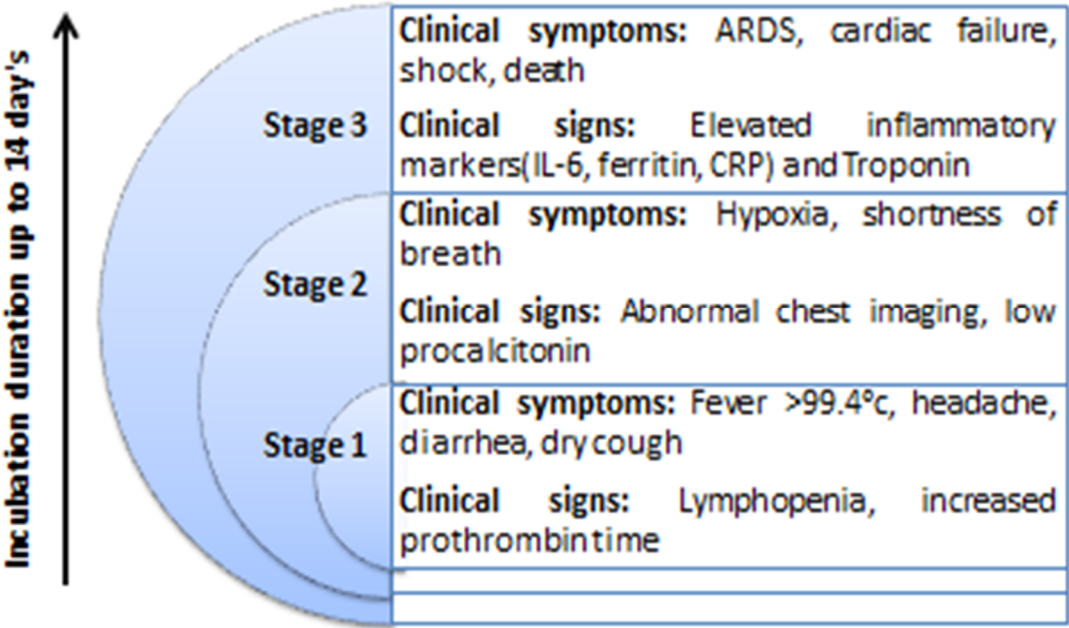 Incubation duration up to 14 day's
Stage 3
Clinical symptoms: ARDS, cardiac failure,
shock, death
Clinical signs: Elevated inflammatory
markers(IL-6, ferritin, CRP) and Troponin
Stage 2
Clinical symptoms: Hypoxia, shortness of
breath
Clinical signs: Abnormal chest imaging, low
procalcitonin
Stage 1
Clinical symptoms: Fever >99.4ºc, headache,
diarrhea, dry cough
Clinical signs: Lymphopenia, increased
prothrombin time